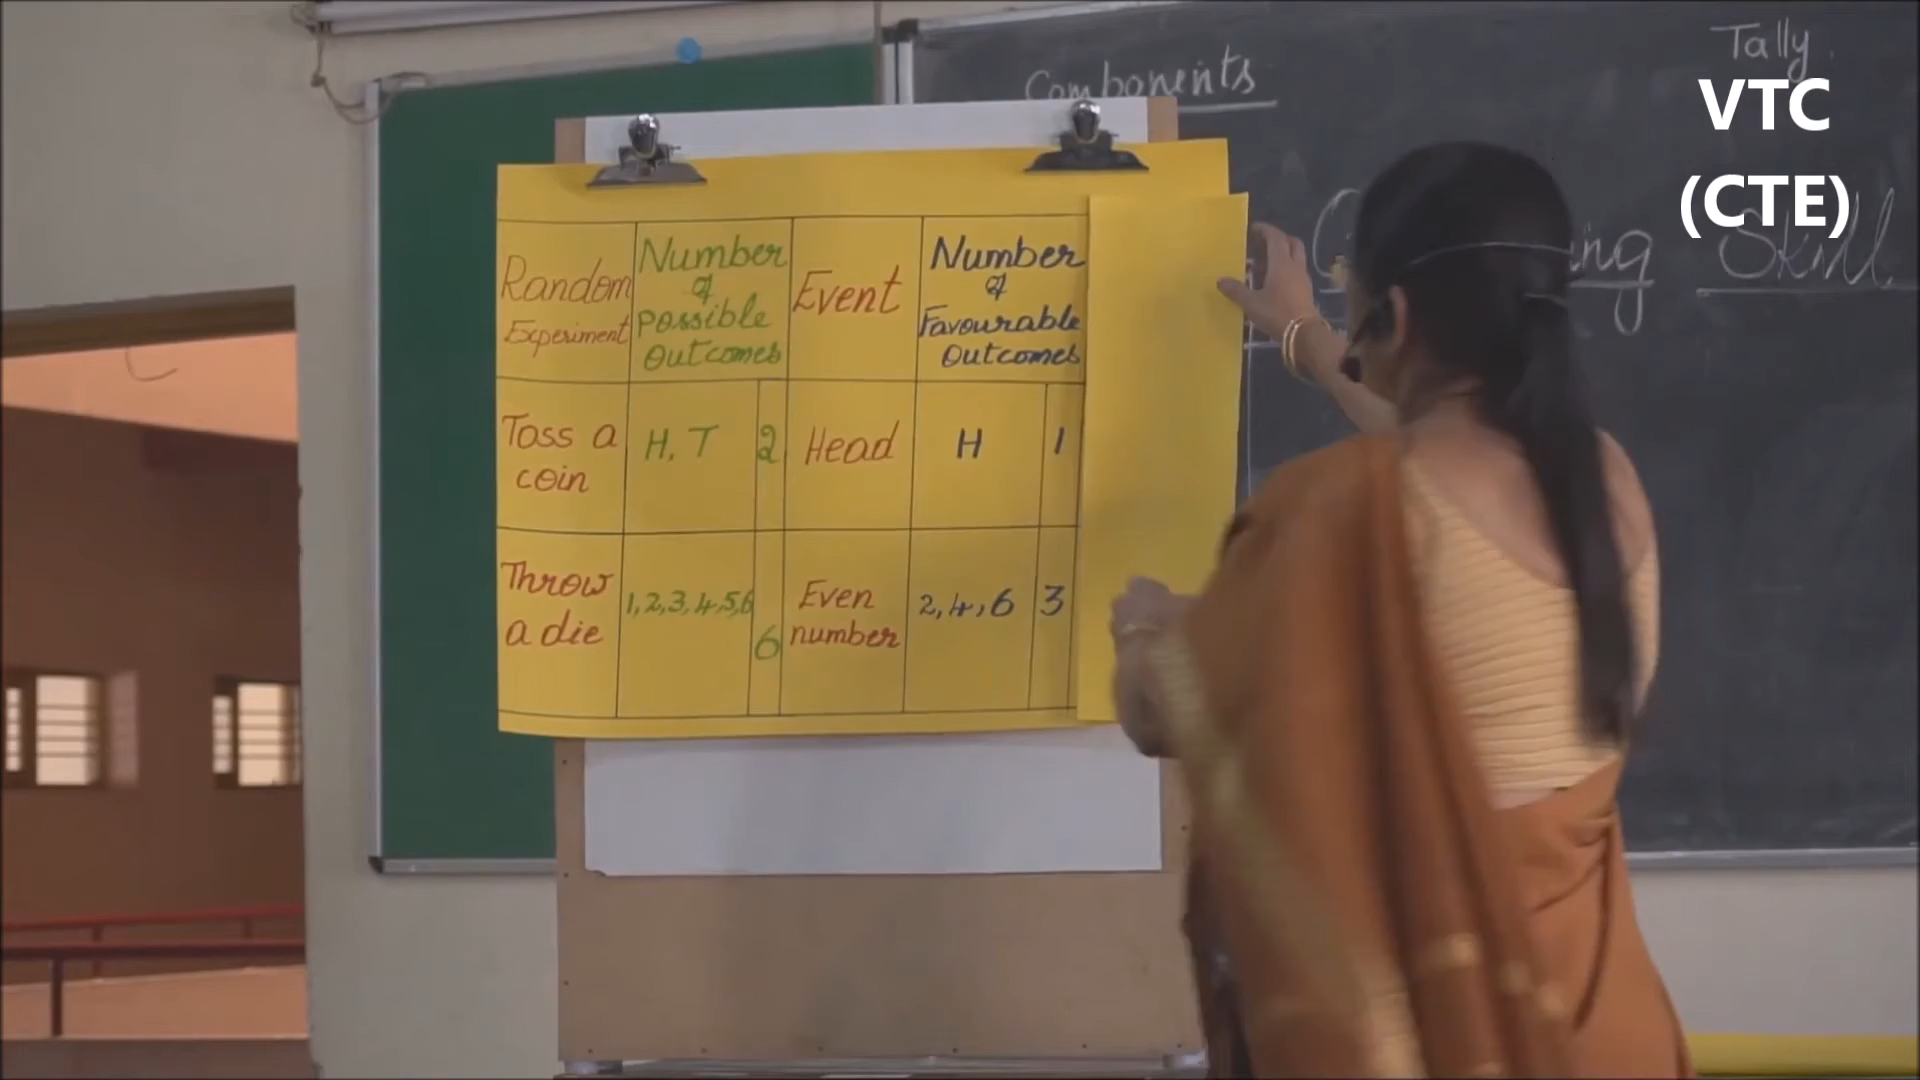 Tally
Components
VTC
(CTE)
ing Skill
Random
Experiment
Number
of
possible
Outcomes
Event
Number
of
Favourable
Outcomes
Toss a
coin
H, T
2
Head
H
1
Throw
a die
1,2,3,4,5,6
6
Even
number
2,4,6
3